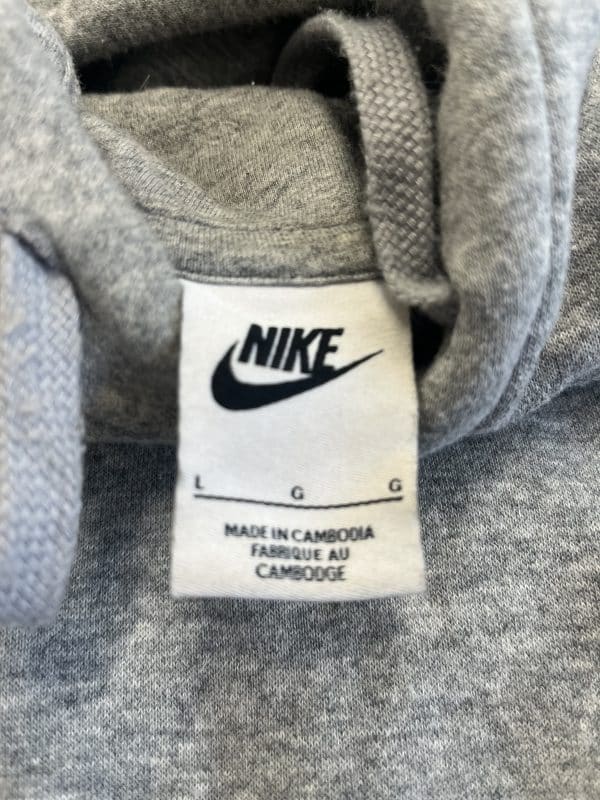 NIKE
L G G
MADE IN CAMBODIA
FABRIQUE AU
CAMBODGE